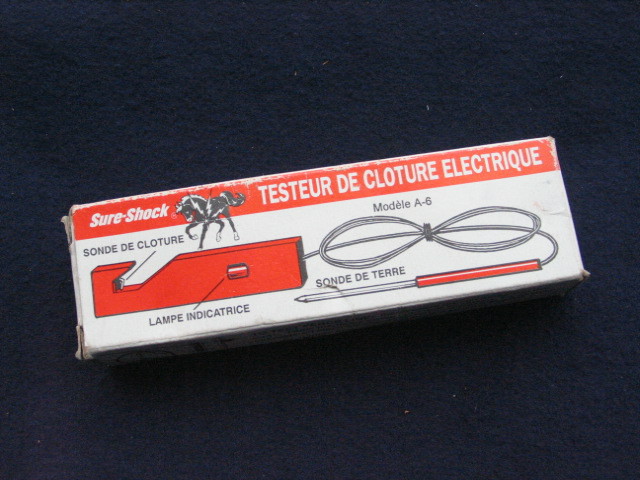 Sure-Shock
TESTEUR DE CLOTURE ELECTRIQUE
Modèle A-6
SONDE DE CLOTURE
SONDE DE TERRE
LAMPE INDICATRICE